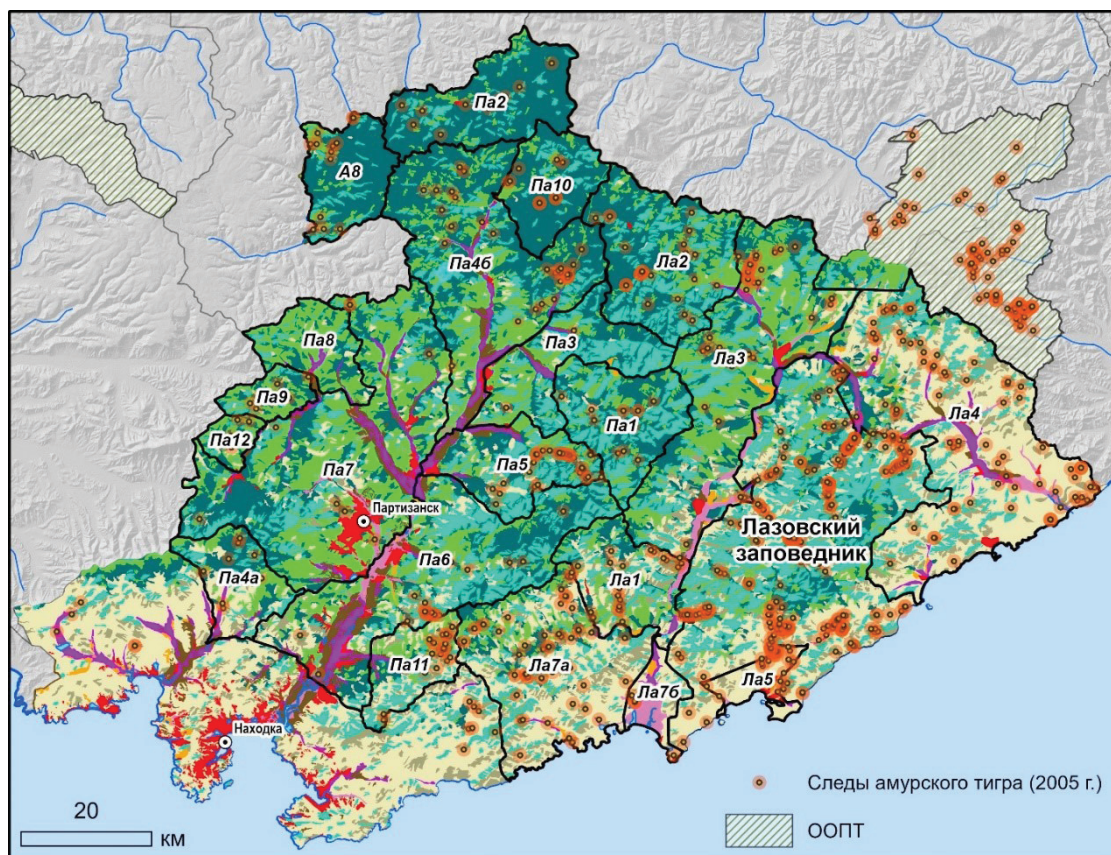 Па2
А8
Па10
Па4б
Ла2
Па3
Па8
Ла3
Па9
Па1
Ла4
Па12
Па5
Па7
Партизанск
Лазовский
заповедник
Па6
Па4а
Ла1
Па11
Ла7а
Ла5
Ла7б
Находка
Следы амурского тигра (2005 г.)
20
км
ООПТ